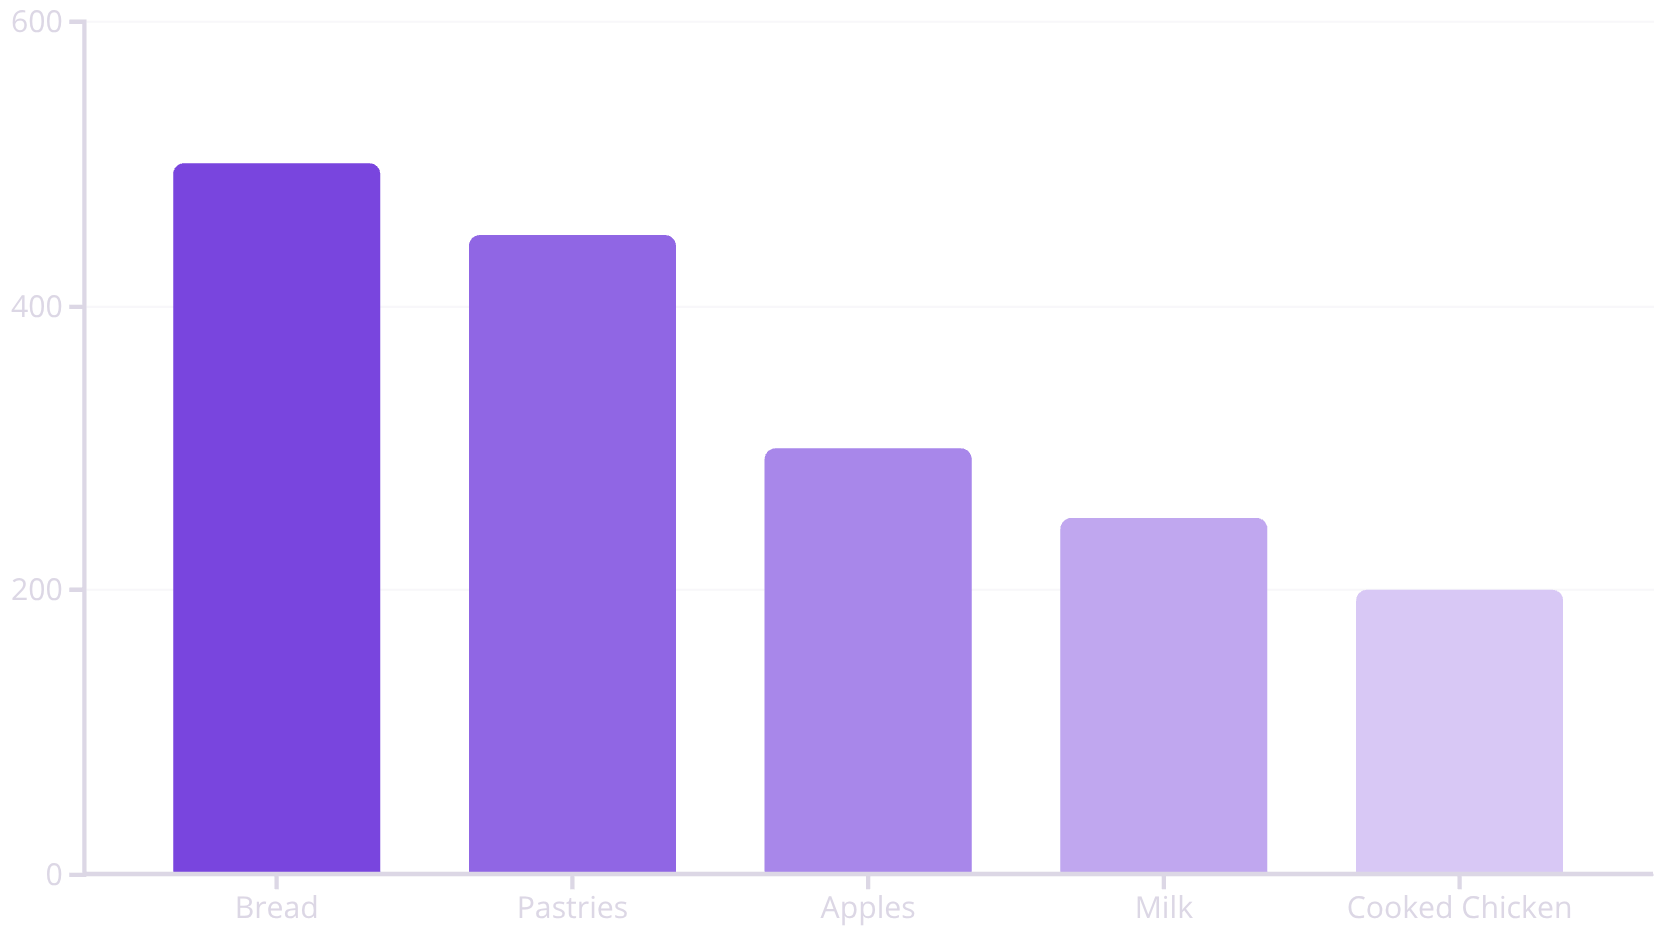 600
400
200
0
Bread
Pastries
Apples
Milk
Cooked Chicken